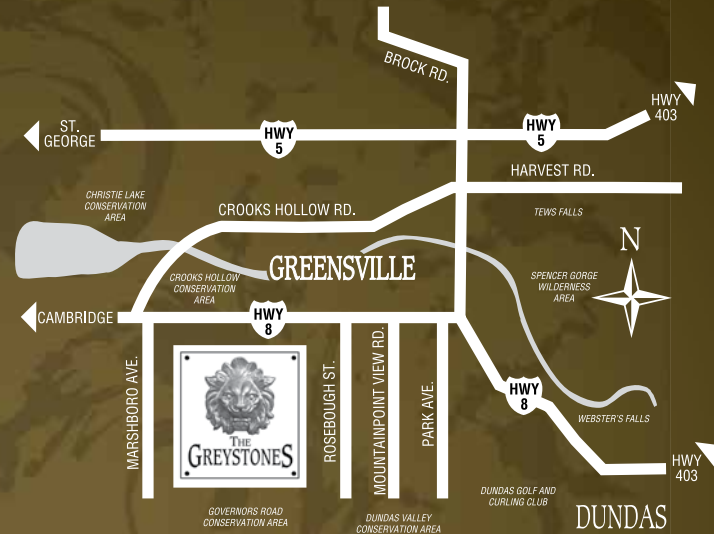 BROCK RD.
HWY
403
ST.
GEORGE
HWY
5
HWY
5
HARVEST RD.
CHRISTIE LAKE
CONSERVATION
AREA
CROOKS HOLLOW RD.
TEWS FALLS
N
GREENSVILLE
CROOKS HOLLOW
CONSERVATION
AREA
SPENCER GORGE
WILDERNESS
AREA
CAMBRIDGE
HWY
8
MARSHBORO AVE.
THE
GREYSTONES
ROSEBOUGH ST.
MOUNTAINPOINT VIEW RD.
PARK AVE.
HWY
8
WEBSTER'S FALLS
HWY
403
GOVERNORS ROAD
CONSERVATION AREA
DUNDAS VALLEY
CONSERVATION AREA
DUNDAS GOLF AND
CURLING CLUB
DUNDAS